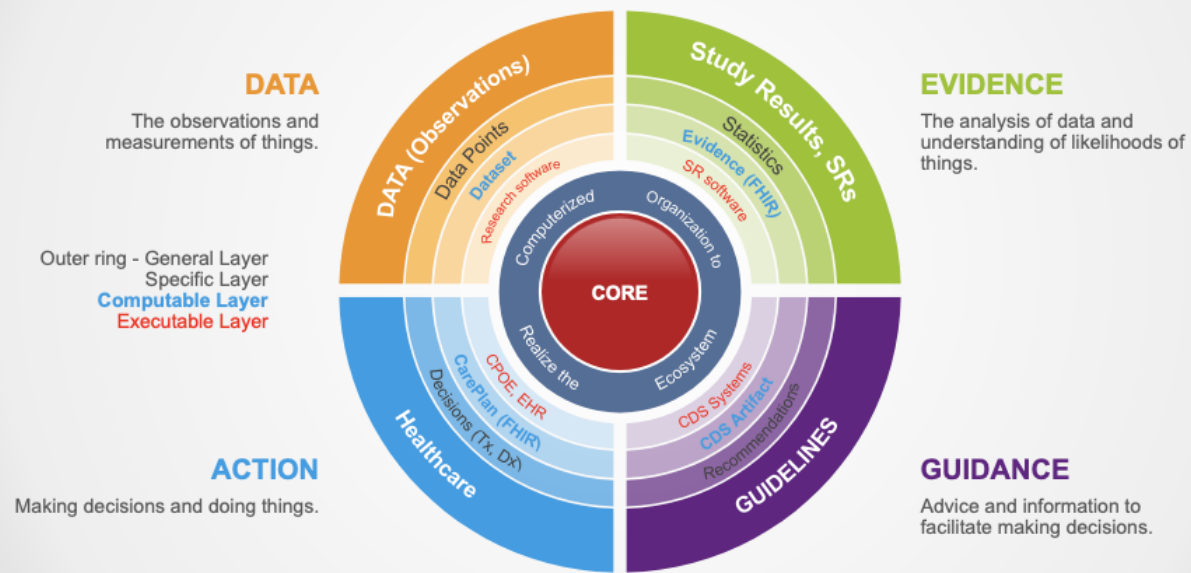 DATA
The observations and
measurements of things.
Outer ring - General Layer
Specific Layer
Computable Layer
Executable Layer
ACTION
Making decisions and doing things.
DATA (Observations)
Data Points
Dataset
Research software
Study Results, SRs
Statistics
Evidence (FHIR)
SR software
Computerized
Organization to
Realize the
Ecosystem
CORE
Healthcare
Decisions (Tx, Dx)
CarePlan (FHIR)
CPOE, EHR
GUIDELINES
Recommendations
CDS Artifact
CDS Systems
EVIDENCE
The analysis of data and
understanding of likelihoods of
things.
GUIDANCE
Advice and information to
facilitate making decisions.